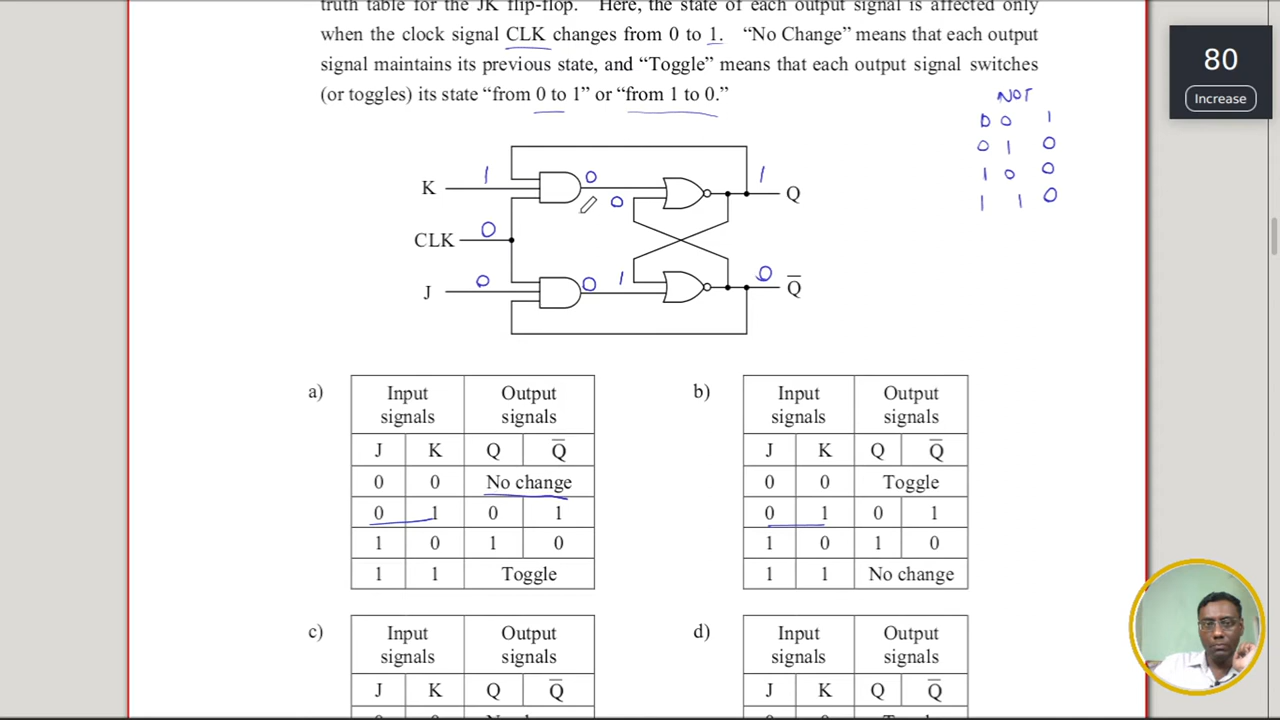 truth table for the JK flip-flop. Here, the state of each output signal is affected only
when the clock signal CLK changes from 0 to 1. “No Change” means that each output
signal maintains its previous state, and “Toggle” means that each output signal switches
(or toggles) its state “from 0 to 1” or “from 1 to 0.”
80
Increase
NOT
0 0 1
0 1 0
1 0 0
1 1 0
K 1 0 0 1 Q
CLK 0
J 0 0 1 0 Q̅
a)
Input signals Output signals
J K Q Q̅
0 0 No change
0 1 0 1
1 0 1 0
1 1 Toggle
b)
Input signals Output signals
J K Q Q̅
0 0 Toggle
0 1 0 1
1 0 1 0
1 1 No change
c)
Input signals Output signals
J K Q Q̅
d)
Input signals Output signals
J K Q Q̅